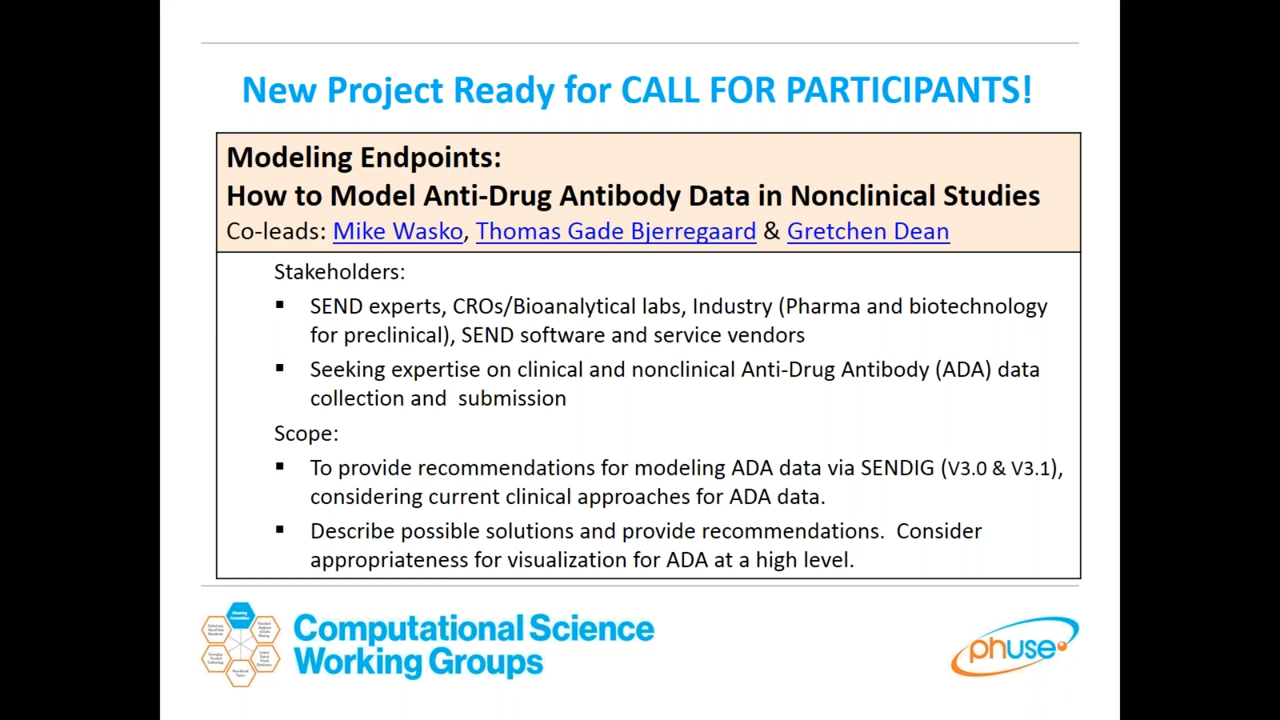 New Project Ready for CALL FOR PARTICIPANTS!
Modeling Endpoints:
How to Model Anti-Drug Antibody Data in Nonclinical Studies
Co-leads: Mike Wasko, Thomas Gade Bjerregaard & Gretchen Dean
Stakeholders:
▪ SEND experts, CROs/Bioanalytical labs, Industry (Pharma and biotechnology
for preclinical), SEND software and service vendors
▪ Seeking expertise on clinical and nonclinical Anti-Drug Antibody (ADA) data
collection and  submission
Scope:
▪ To provide recommendations for modeling ADA data via SENDIG (V3.0 & V3.1),
considering current clinical approaches for ADA data.
▪ Describe possible solutions and provide recommendations.  Consider
appropriateness for visualization for ADA at a high level.
Computational Science
Working Groups
phuse